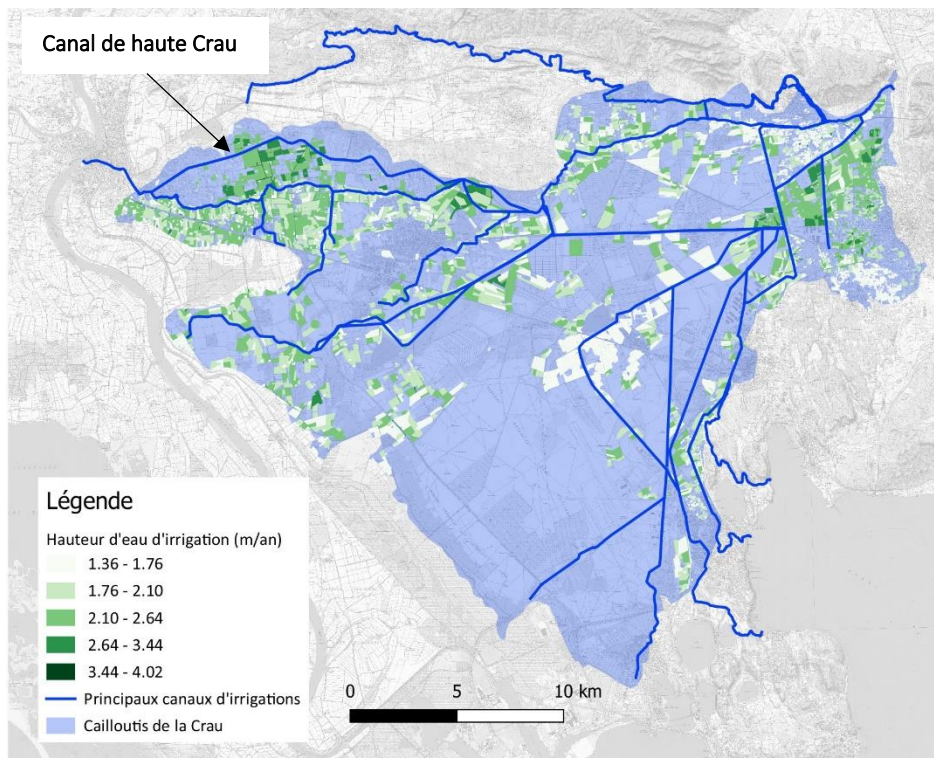 Canal de haute Crau
Légende
Hauteur d'eau d'irrigation (m/an)
1.36 - 1.76
1.76 - 2.10
2.10 - 2.64
2.64 - 3.44
3.44 - 4.02
Principaux canaux d'irrigations
Cailloutis de la Crau
0 5 10 km